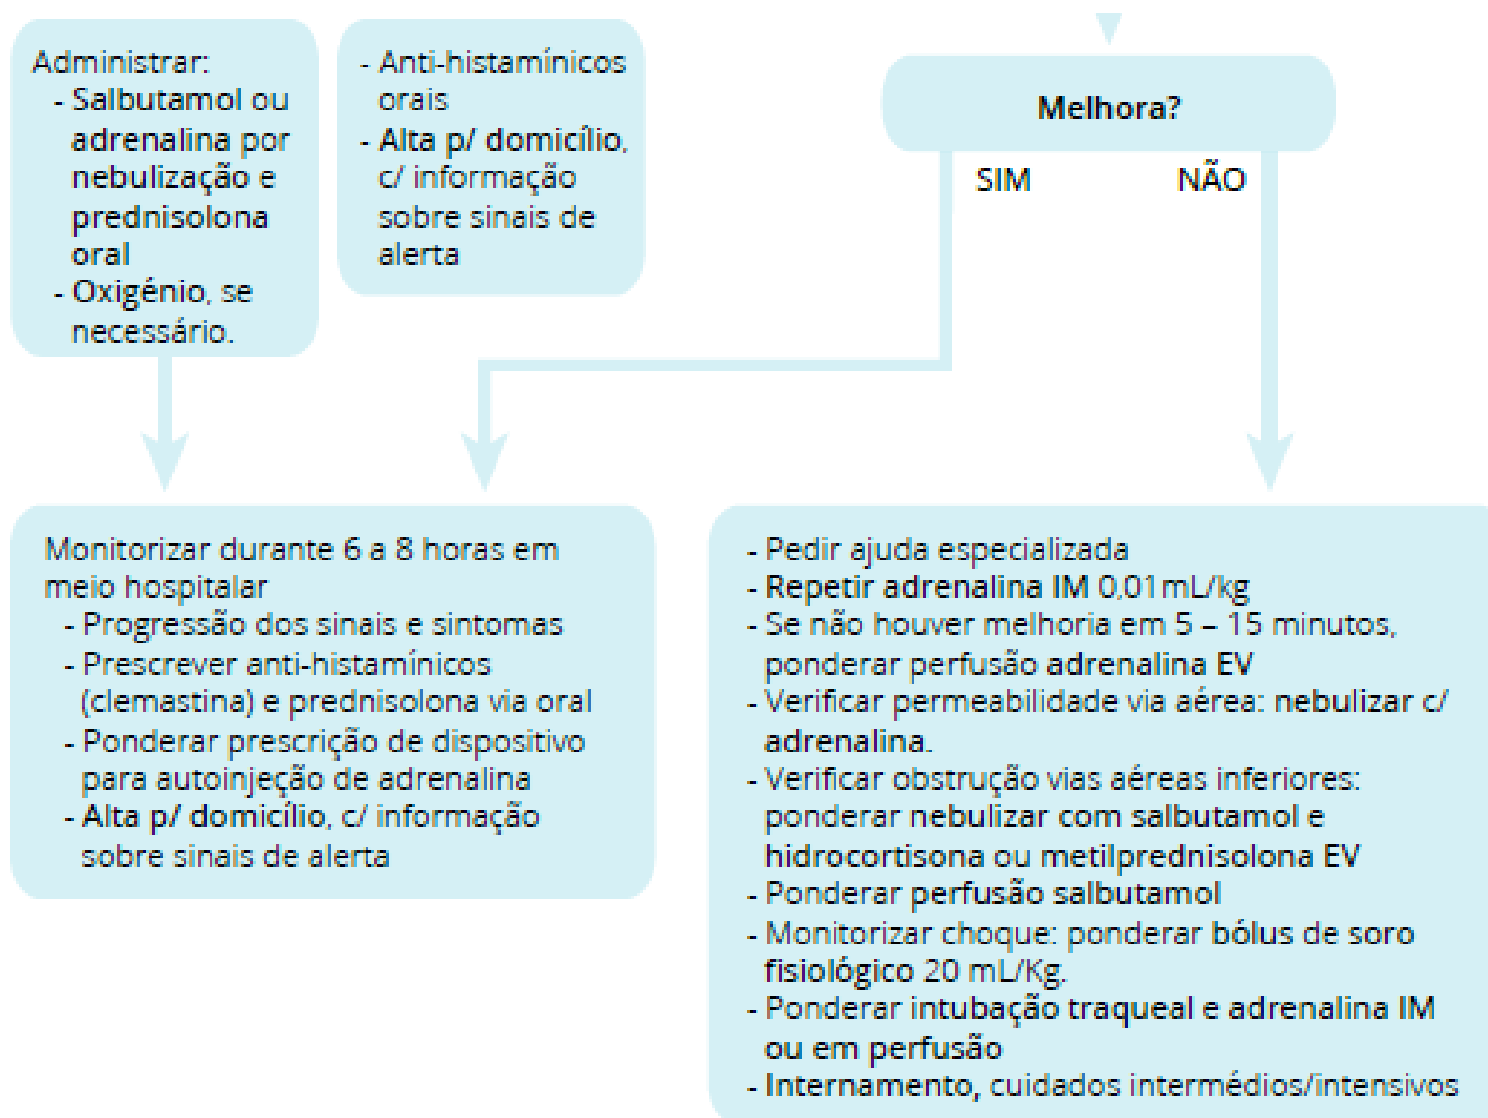 Administrar:
- Salbutamol ou
adrenalina por
nebulização e
prednisolona
oral
- Oxigénio, se
necessário.
- Anti-histamínicos
orais
- Alta p/ domicílio,
c/ informação
sobre sinais de
alerta
Melhora?
SIM
NÃO
Monitorizar durante 6 a 8 horas em
meio hospitalar
- Progressão dos sinais e sintomas
- Prescrever anti-histamínicos
(clemastina) e prednisolona via oral
- Ponderar prescrição de dispositivo
para autoinjeção de adrenalina
- Alta p/ domicílio, c/ informação
sobre sinais de alerta
- Pedir ajuda especializada
- Repetir adrenalina IM 0,01mL/kg
- Se não houver melhoria em 5 – 15 minutos,
ponderar perfusão adrenalina EV
- Verificar permeabilidade via aérea: nebulizar c/
adrenalina.
- Verificar obstrução vias aéreas inferiores:
ponderar nebulizar com salbutamol e
hidrocortisona ou metilprednisolona EV
- Ponderar perfusão salbutamol
- Monitorizar choque: ponderar bólus de soro
fisiológico 20 mL/Kg.
- Ponderar intubação traqueal e adrenalina IM
ou em perfusão
- Internamento, cuidados intermédios/intensivos